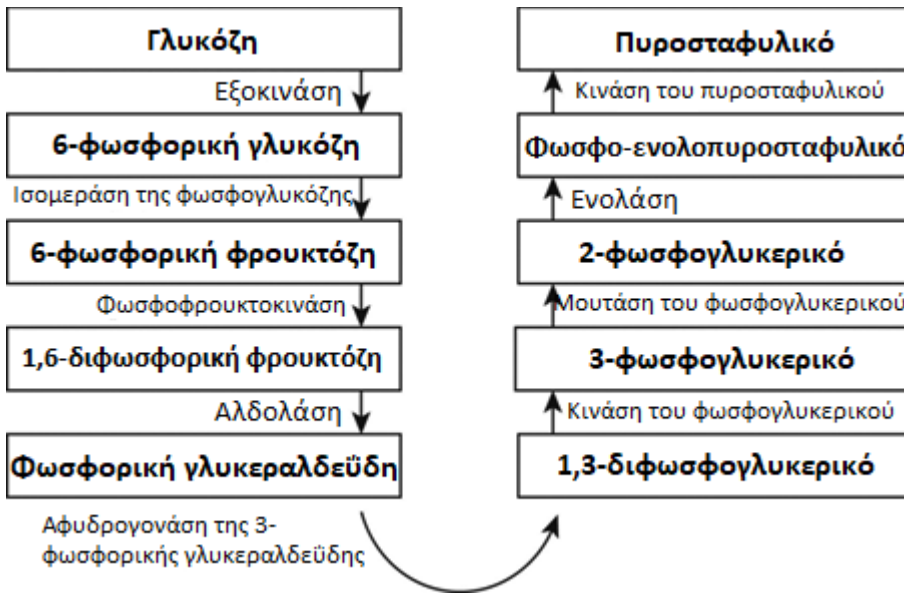 Γλυκόζη
Εξοκινάση
6-φωσφορική γλυκόζη
Ισομεράση της φωσφογλυκόζης
6-φωσφορική φρουκτόζη
Φωσφοφρουκτοκινάση
1,6-διφωσφορική φρουκτόζη
Αλδολάση
Φωσφορική γλυκεραλδεΰδη
Αφυδρογονάση της 3-
φωσφορικής γλυκεραλδεΰδης
1,3-διφωσφογλυκερικό
Κινάση του φωσφογλυκερικού
3-φωσφογλυκερικό
Μουτάση του φωσφογλυκερικού
2-φωσφογλυκερικό
Ενολάση
Φωσφο-ενολοπυροσταφυλικό
Κινάση του πυροσταφυλικού
Πυροσταφυλικό